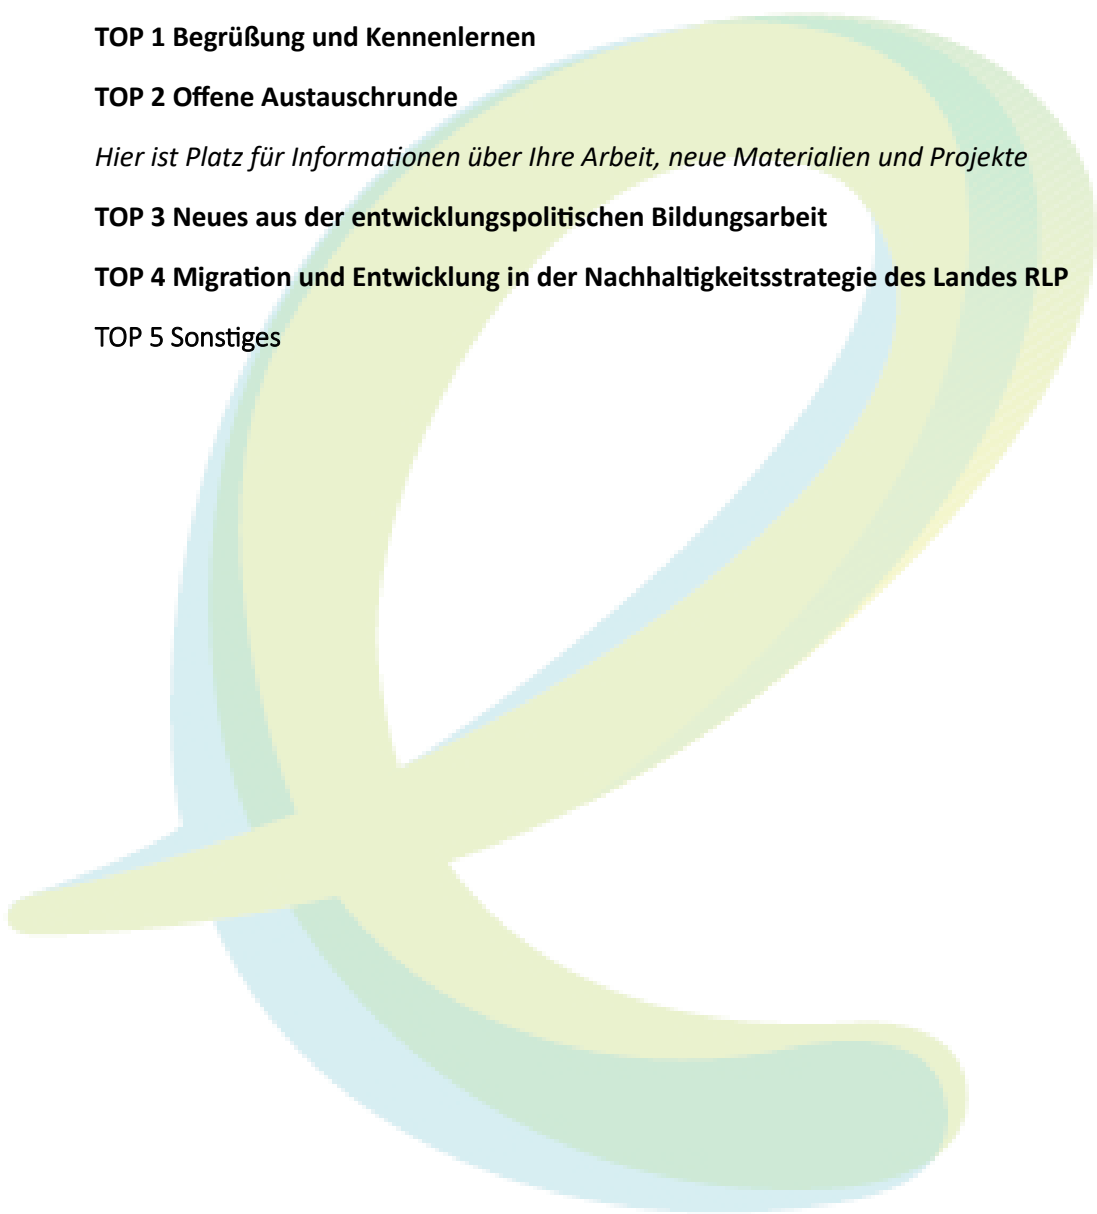 TOP 1 Begrüßung und Kennenlernen
TOP 2 Offene Austauschrunde
Hier ist Platz für Informationen über Ihre Arbeit, neue Materialien und Projekte
TOP 3 Neues aus der entwicklungspolitischen Bildungsarbeit
TOP 4 Migration und Entwicklung in der Nachhaltigkeitsstrategie des Landes RLP
TOP 5 Sonstiges